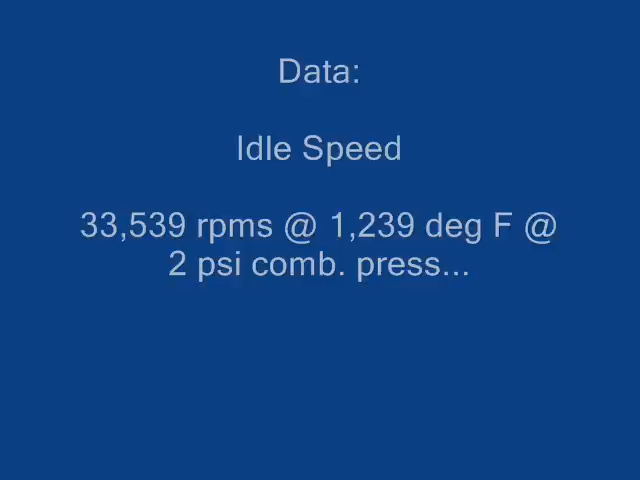 Data:
Idle Speed
33,539 rpms @ 1,239 deg F @
2 psi comb. press...